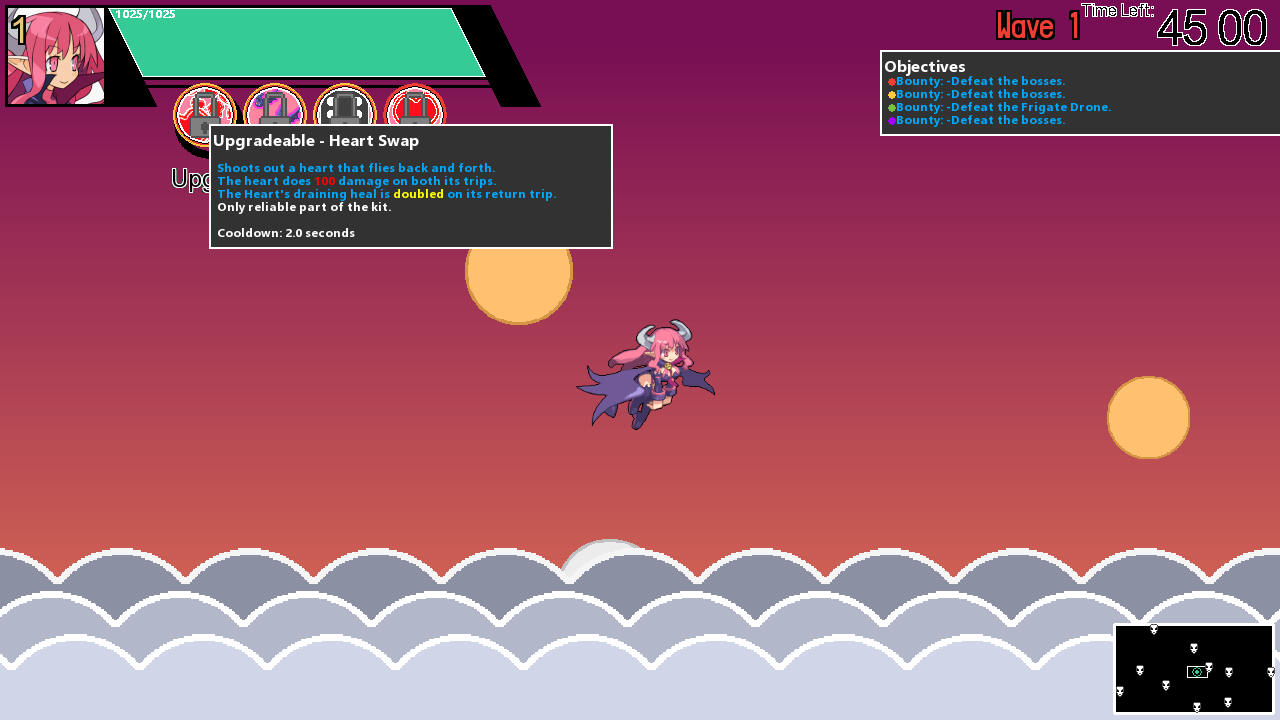 1
1025/1025
Wave 1
Time Left:
45 00
Objectives
Bounty: -Defeat the bosses.
Bounty: -Defeat the bosses.
Bounty: -Defeat the Frigate Drone.
Bounty: -Defeat the bosses.
Upgradeable - Heart Swap
Shoots out a heart that flies back and forth.
The heart does 100 damage on both its trips.
The Heart's draining heal is doubled on its return trip.
Only reliable part of the kit.
Cooldown: 2.0 seconds